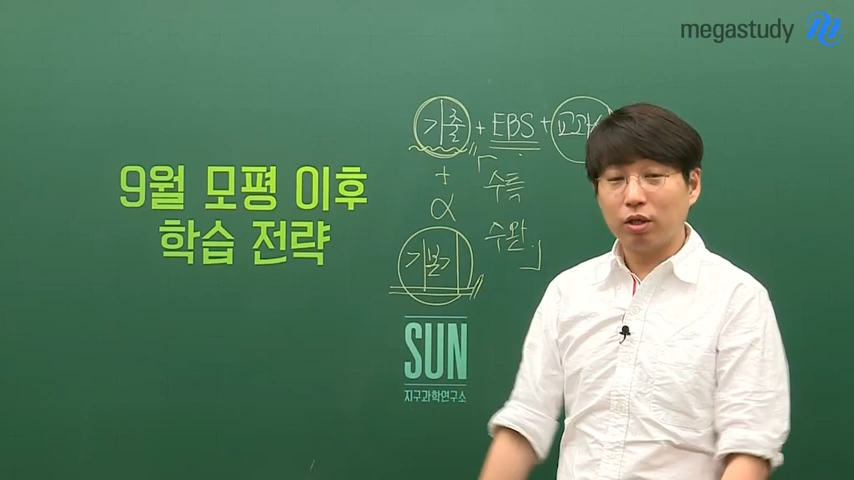 megastudy
9월 모평 이후
학습 전략
기출 + EBS + 교과서
+
수특
α
수완
기본기
SUN
지구과학연구소